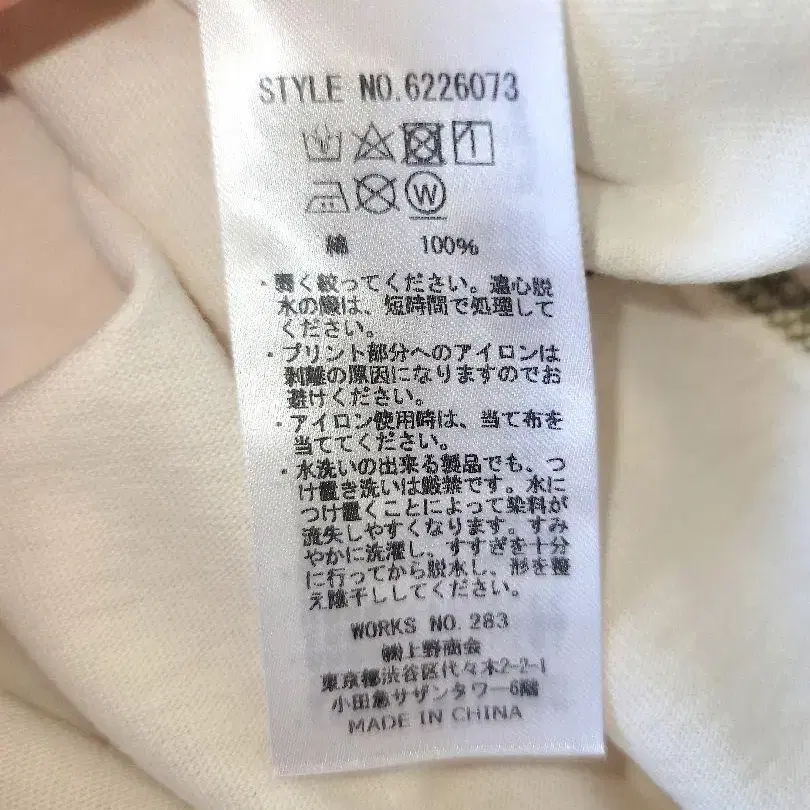 STYLE NO.6226073
W
綿 100%
・弱く絞ってください。遠心脱
水の際は、短時間で処理して
ください。
・プリント部分へのアイロンは
剥離の原因になりますのでお
避けください。
・アイロン使用時は、当て布を
当ててください。
・水洗いの出来る製品でも、つ
け置き洗いは厳禁です。水に
つけ置くことによって染料が
流失しやすくなります。すみ
やかに洗濯し、すすぎを十分
に行ってから脱水し、形を整
え陰干ししてください。
WORKS NO. 283
㈱上野商会
東京都渋谷区代々木2-2-1
小田急サザンタワー6階
MADE IN CHINA